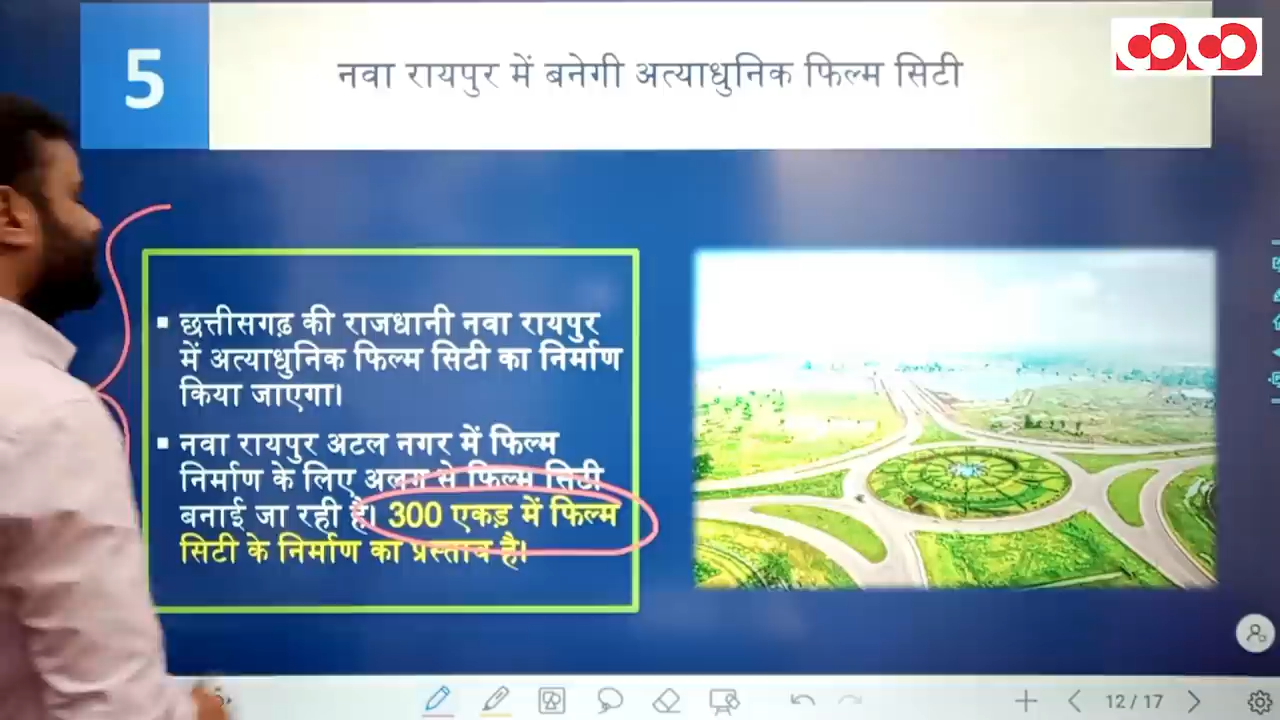 5
नवा रायपुर में बनेगी अत्याधुनिक फिल्म सिटी
▪ छत्तीसगढ़ की राजधानी नवा रायपुर
में अत्याधुनिक फिल्म सिटी का निर्माण
किया जाएगा।
▪ नवा रायपुर अटल नगर में फिल्म
निर्माण के लिए अलग से फिल्म सिटी
बनाई जा रही है। 300 एकड़ में फिल्म
सिटी के निर्माण का प्रस्ताव है।
12 / 17